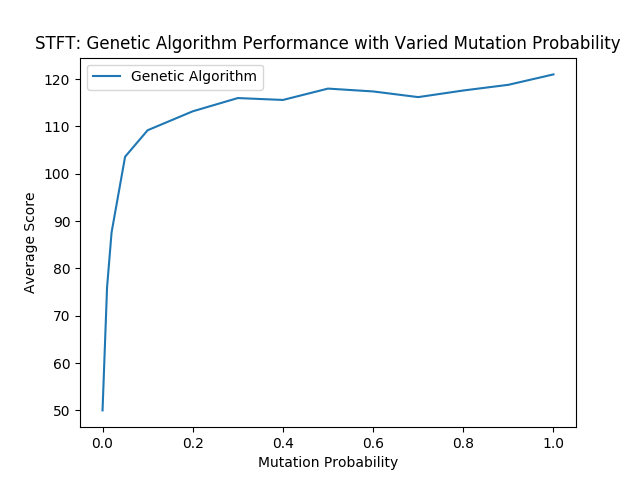 STFT: Genetic Algorithm Performance with Varied Mutation Probability
Genetic Algorithm
120
110
100
90
80
70
60
50
Average Score
0.0 0.2 0.4 0.6 0.8 1.0
Mutation Probability